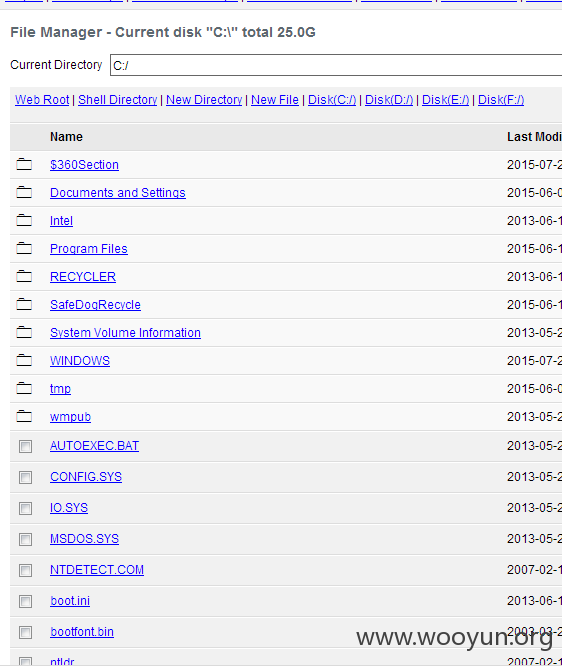 File Manager - Current disk "C:\" total 25.0G
Current Directory C:/
Web Root | Shell Directory | New Directory | New File | Disk(C:/) | Disk(D:/) | Disk(E:/) | Disk(F:/)
Name Last Modi
$360Section 2015-07-2
Documents and Settings 2015-06-0
Intel 2013-06-1
Program Files 2015-06-1
RECYCLER 2013-06-1
SafeDogRecycle 2015-06-1
System Volume Information 2013-05-2
WINDOWS 2015-07-2
tmp 2015-06-0
wmpub 2013-05-2
AUTOEXEC.BAT 2013-05-2
CONFIG.SYS 2013-05-2
IO.SYS 2013-05-2
MSDOS.SYS 2013-05-2
NTDETECT.COM 2007-02-1
boot.ini 2013-06-1
bootfont.bin 2003-03-2
www.wooyun.org
ntldr 2007-02-1